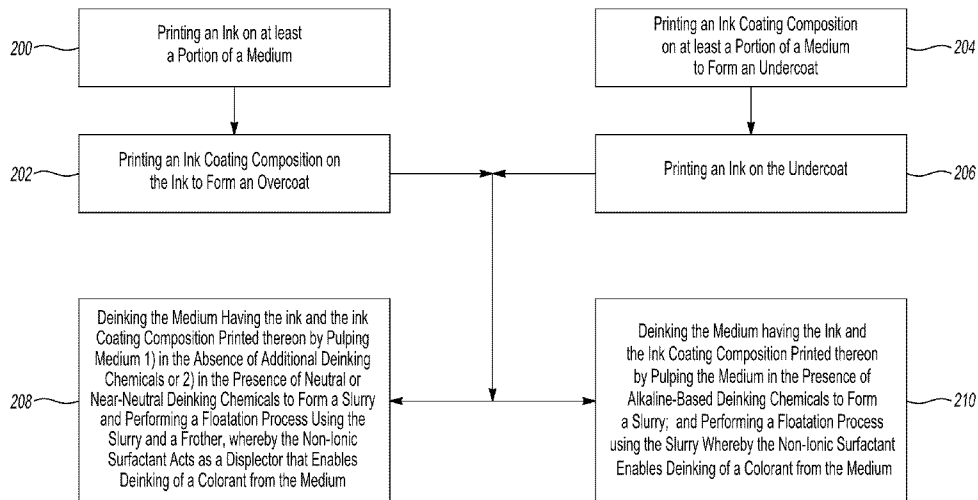 200
Printing an Ink on at least
a Portion of a Medium
Printing an Ink Coating Composition
on at least a Portion of a Medium
to Form an Undercoat
204
202
Printing an Ink Coating Composition on
the Ink to Form an Overcoat
Printing an Ink on the Undercoat
206
208
Deinking the Medium Having the ink and the ink
Coating Composition Printed thereon by Pulping
Medium 1) in the Absence of Additional Deinking
Chemicals or 2) in the Presence of Neutral or
Near-Neutral Deinking Chemicals to Form a Slurry
and Performing a Floatation Process Using the
Slurry and a Frother, whereby the Non-Ionic
Surfactant Acts as a Displector that Enables
Deinking of a Colorant from the Medium
Deinking the Medium having the Ink and
the Ink Coating Composition Printed thereon
by Pulping the Medium in the Presence of
Alkaline-Based Deinking Chemicals to Form
a Slurry; and Performing a Floatation Process
using the Slurry Whereby the Non-Ionic Surfactant
Enables Deinking of a Colorant from the Medium
210